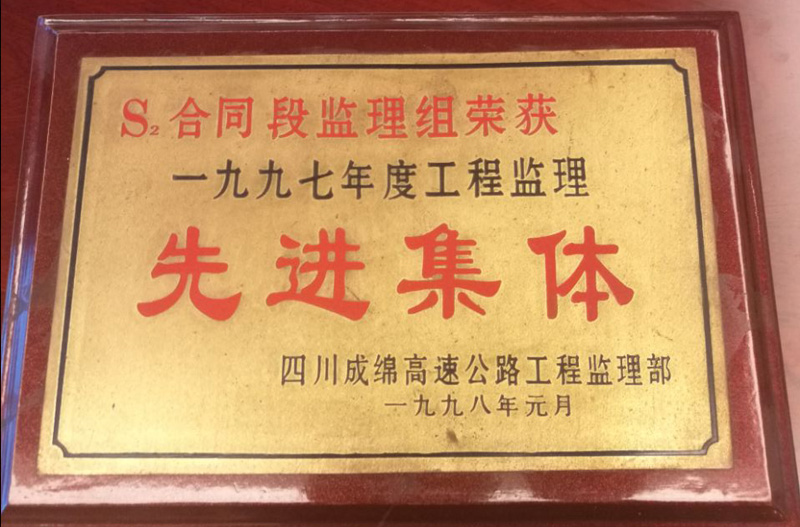 S₂合同段监理组荣获
一九九七年度工程监理
先进集体
四川成绵高速公路工程监理部
一九九八年元月